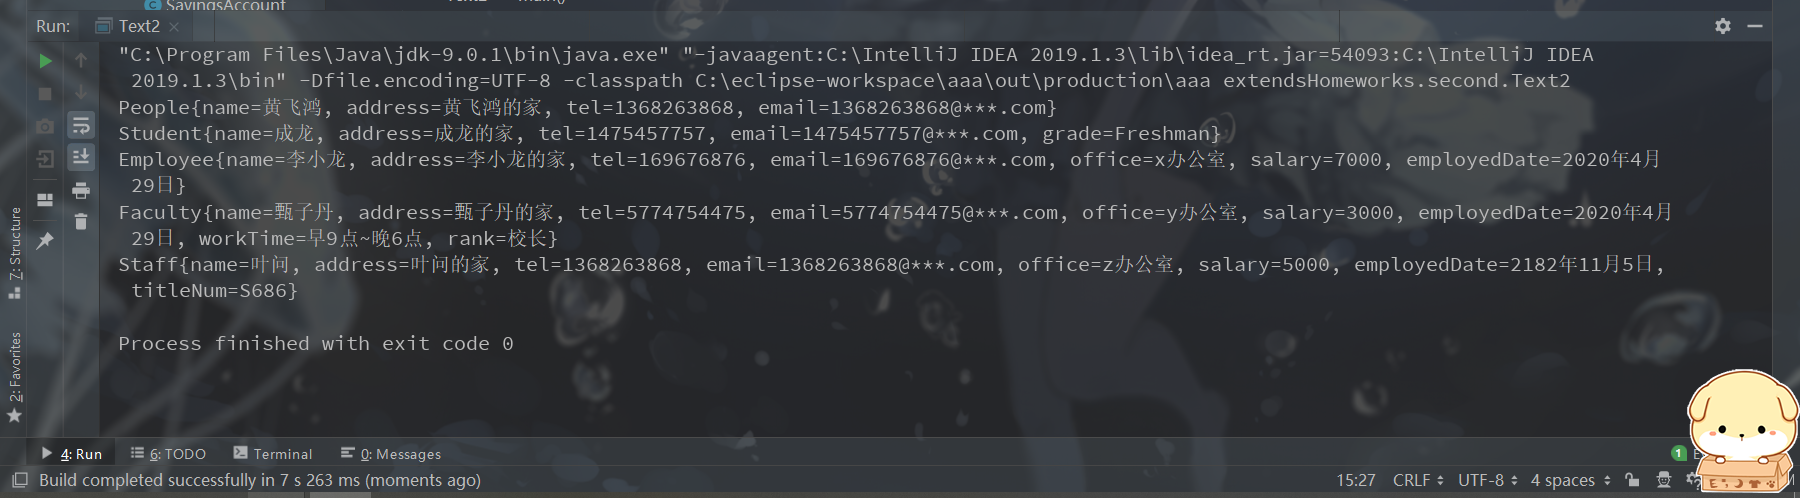 SavingsAccount
Run: Text2
"C:\Program Files\Java\jdk-9.0.1\bin\java.exe" "-javaagent:C:\IntelliJ IDEA 2019.1.3\lib\idea_rt.jar=54093:C:\IntelliJ IDEA
2019.1.3\bin" -Dfile.encoding=UTF-8 -classpath C:\eclipse-workspace\aaa\out\production\aaa extendsHomeworks.second.Text2
People{name=黄飞鸿, address=黄飞鸿的家, tel=1368263868, email=1368263868@***.com}
Student{name=成龙, address=成龙的家, tel=1475457757, email=1475457757@***.com, grade=Freshman}
Employee{name=李小龙, address=李小龙的家, tel=169676876, email=169676876@***.com, office=x办公室, salary=7000, employedDate=2020年4月
29日}
Faculty{name=甄子丹, address=甄子丹的家, tel=5774754475, email=5774754475@***.com, office=y办公室, salary=3000, employedDate=2020年4月
29日, workTime=早9点~晚6点, rank=校长}
Staff{name=叶问, address=叶问的家, tel=1368263868, email=1368263868@***.com, office=z办公室, salary=5000, employedDate=2182年11月5日,
titleNum=S686}
Process finished with exit code 0
Z: Structure
2: Favorites
4: Run 6: TODO Terminal 0: Messages 1
Build completed successfully in 7 s 263 ms (moments ago) 15:27 CRLF UTF-8 4 spaces